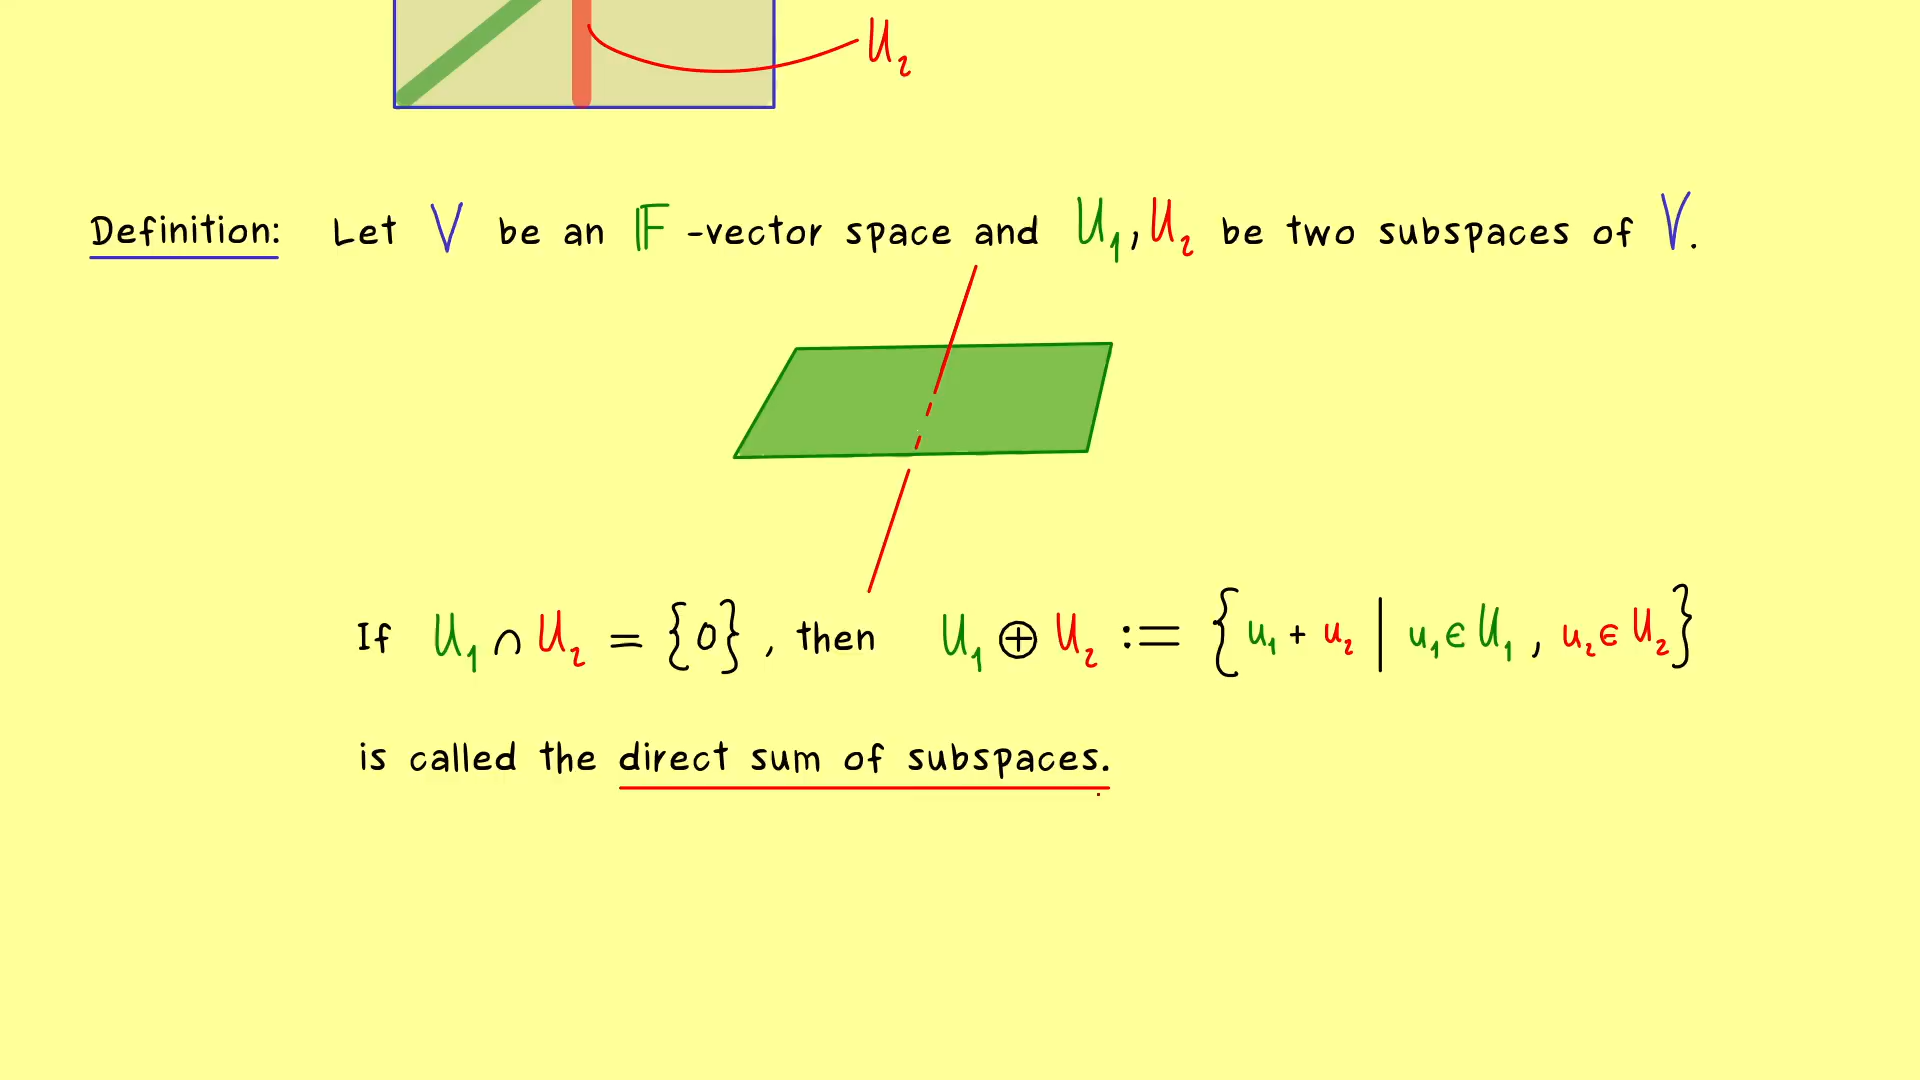 U₂
Definition: Let V be an 𝔽-vector space and U₁, U₂ be two subspaces of V.
If U₁ ∩ U₂ = {0}, then U₁ ⊕ U₂ := {u₁ + u₂ | u₁ ∈ U₁, u₂ ∈ U₂}
is called the direct sum of subspaces.